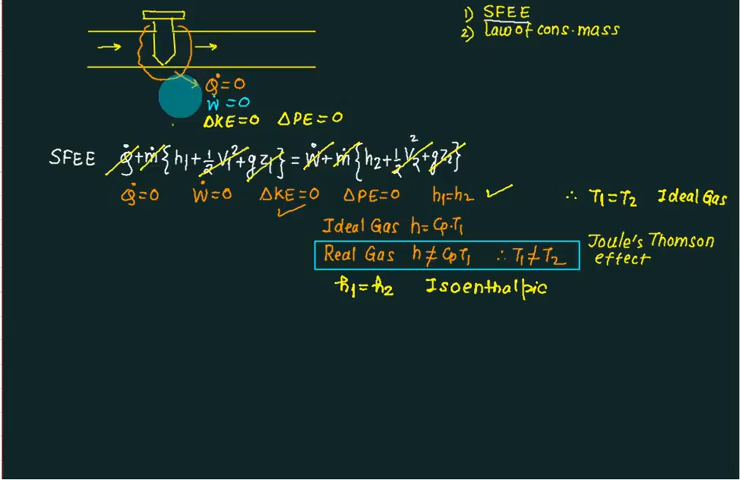 1) SFEE
2) law of cons. mass
Q̇=0
Ẇ=0
ΔKE=0 ΔPE=0
SFEE Q̇+ṁ{h₁+½V₁²+gz₁}=Ẇ+ṁ{h₂+½V₂²+gz₂}
Q̇=0 Ẇ=0 ΔKE=0 ΔPE=0 h₁=h₂ ✓ ∴ T₁=T₂ Ideal Gas
Ideal Gas h=Cp.T₁
Real Gas h≠CpT₁ ∴T₁≠T₂
Joule's Thomson
effect
h₁=h₂ Isoenthalpic